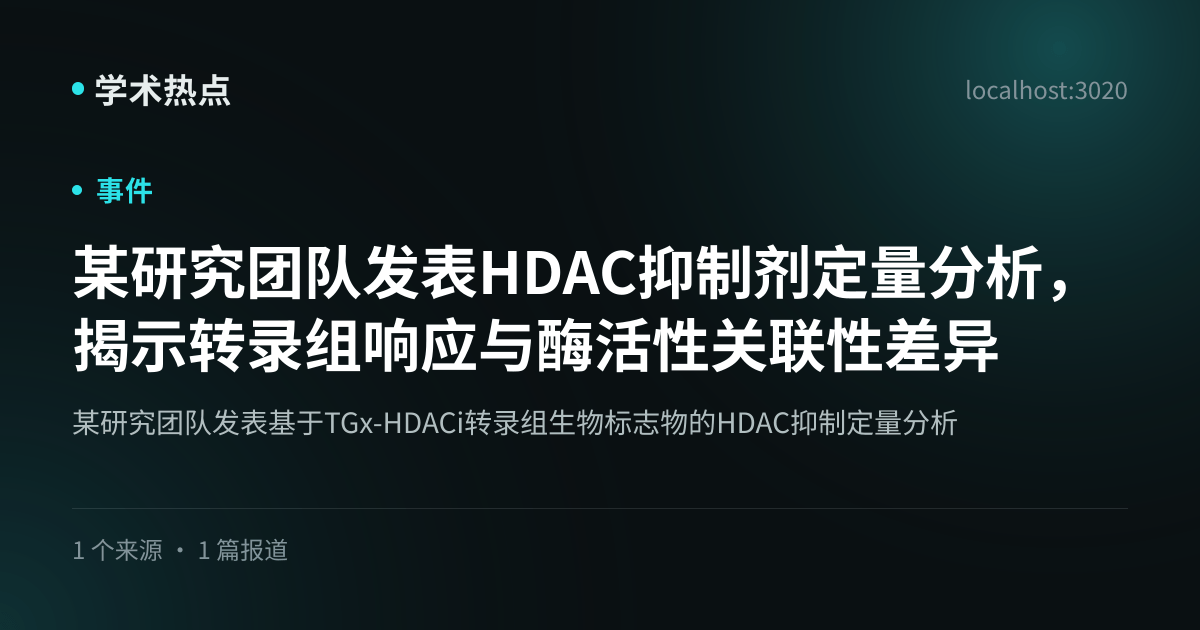 学术热点
localhost:3020
事件
某研究团队发表HDAC抑制剂定量分析，
揭示转录组响应与酶活性关联性差异
某研究团队发表基于TGx-HDACi转录组生物标志物的HDAC抑制定量分析
1 个来源 · 1 篇报道